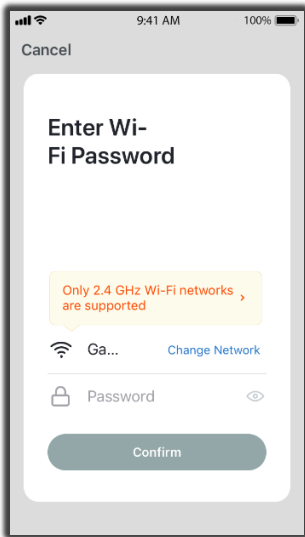 9:41 AM 100%
Cancel
Enter Wi-
Fi Password
Only 2.4 GHz Wi-Fi networks
are supported
Ga... Change Network
Password
Confirm